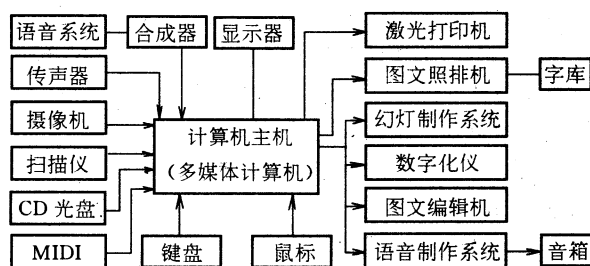 语音系统
合成器
显示器
激光打印机
传声器
图文照排机
字库
摄像机
计算机主机
(多媒体计算机)
幻灯制作系统
扫描仪
数字化仪
CD 光盘
图文编辑机
MIDI
键盘
鼠标
语音制作系统
音箱